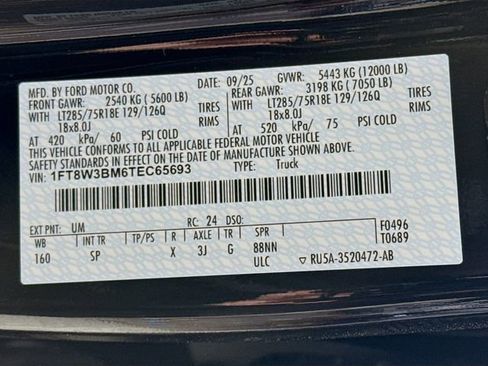 MFD. BY FORD MOTOR CO. 09/25 GVWR: 5443 KG (12000 LB)
FRONT GAWR: 2540 KG (5600 LB) REAR GAWR: 3198 KG (7050 LB)
LT285/75R18E 129/126Q TIRES LT285/75R18E 129/126Q TIRES
18x8.0J RIMS 18x8.0J RIMS
AT 420 kPa/ 60 PSI COLD AT 520 kPa/ 75 PSI COLD
THIS VEHICLE CONFORMS TO ALL APPLICABLE FEDERAL MOTOR VEHICLE SAFETY
STANDARDS IN EFFECT ON THE DATE OF MANUFACTURE SHOWN ABOVE.
VIN: 1FT8W3BM6TEC65693 TYPE: Truck
EXT PNT: UM RC: 24 DSO: F0496
WB INT TR TP/PS R AXLE TR SPR T0689
160 SP X 3J G 88NN
ULC ▽ RU5A-3520472-AB